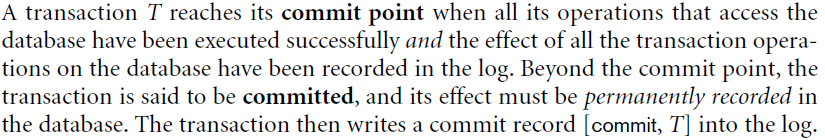 A transaction T reaches its commit point when all its operations that access the
database have been executed successfully and the effect of all the transaction opera-
tions on the database have been recorded in the log. Beyond the commit point, the
transaction is said to be committed, and its effect must be permanently recorded in
the database. The transaction then writes a commit record [commit, T] into the log.